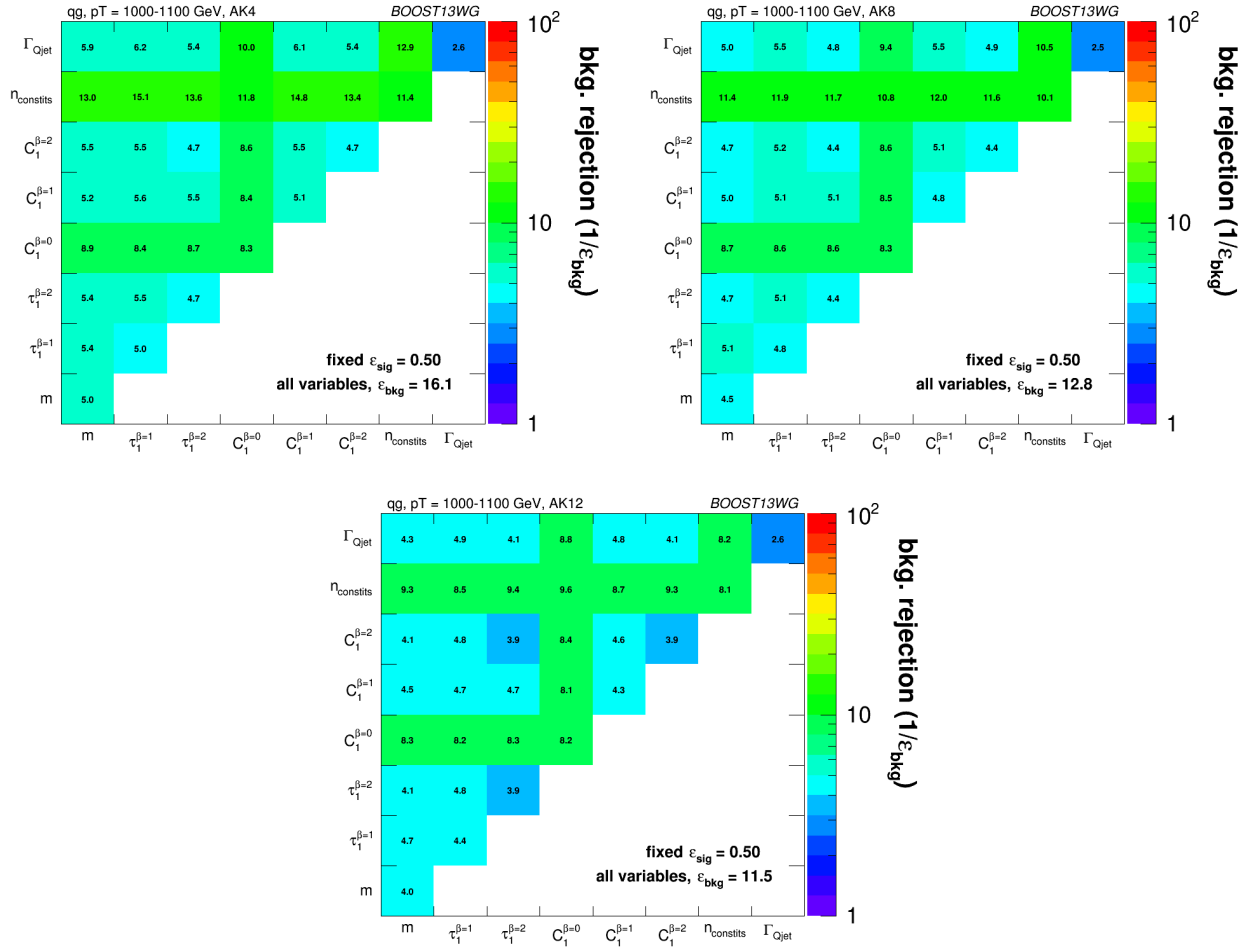 qg, pT = 1000-1100 GeV, AK4 BOOST13WG
Γ_Qjet 5.9 6.2 5.4 10.0 6.1 5.4 12.9 2.6
n_constits 13.0 15.1 13.6 11.8 14.8 13.4 11.4
C_1^β=2 5.5 5.5 4.7 8.6 5.5 4.7
C_1^β=1 5.2 5.6 5.5 8.4 5.1
C_1^β=0 8.9 8.4 8.7 8.3
τ_1^β=2 5.4 5.5 4.7
τ_1^β=1 5.4 5.0
m 5.0
fixed ε_sig = 0.50
all variables, ε_bkg = 16.1
m τ_1^β=1 τ_1^β=2 C_1^β=0 C_1^β=1 C_1^β=2 n_constits Γ_Qjet
10^2
10
1
bkg. rejection (1/ε_bkg)
qg, pT = 1000-1100 GeV, AK8 BOOST13WG
Γ_Qjet 5.0 5.5 4.8 9.4 5.5 4.9 10.5 2.5
n_constits 11.4 11.9 11.7 10.8 12.0 11.6 10.1
C_1^β=2 4.7 5.2 4.4 8.6 5.1 4.4
C_1^β=1 5.0 5.1 5.1 8.5 4.8
C_1^β=0 8.7 8.6 8.6 8.3
τ_1^β=2 4.7 5.1 4.4
τ_1^β=1 5.1 4.8
m 4.5
fixed ε_sig = 0.50
all variables, ε_bkg = 12.8
m τ_1^β=1 τ_1^β=2 C_1^β=0 C_1^β=1 C_1^β=2 n_constits Γ_Qjet
10^2
10
1
bkg. rejection (1/ε_bkg)
qg, pT = 1000-1100 GeV, AK12 BOOST13WG
Γ_Qjet 4.3 4.9 4.1 8.8 4.8 4.1 8.2 2.6
n_constits 9.3 8.5 9.4 9.6 8.7 9.3 8.1
C_1^β=2 4.1 4.8 3.9 8.4 4.6 3.9
C_1^β=1 4.5 4.7 4.7 8.1 4.3
C_1^β=0 8.3 8.2 8.3 8.2
τ_1^β=2 4.1 4.8 3.9
τ_1^β=1 4.7 4.4
m 4.0
fixed ε_sig = 0.50
all variables, ε_bkg = 11.5
m τ_1^β=1 τ_1^β=2 C_1^β=0 C_1^β=1 C_1^β=2 n_constits Γ_Qjet
10^2
10
1
bkg. rejection (1/ε_bkg)